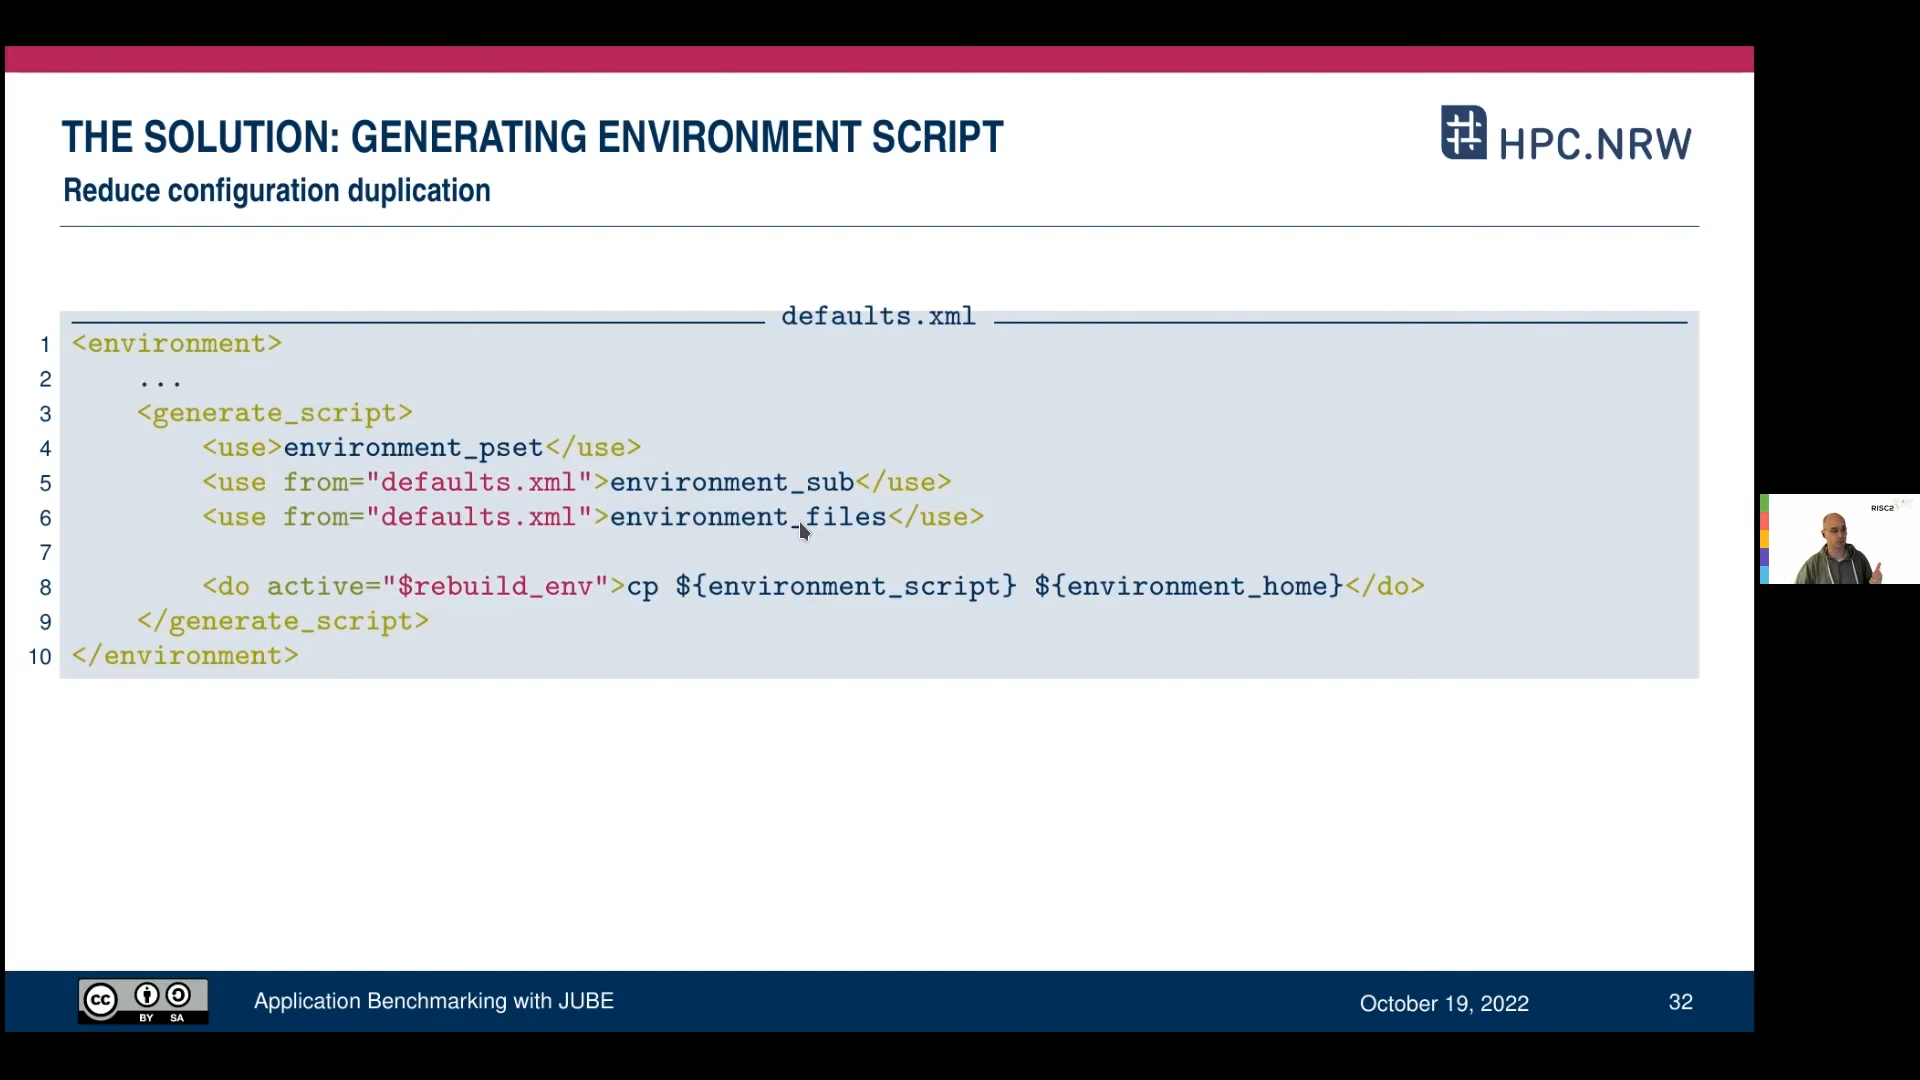 THE SOLUTION: GENERATING ENVIRONMENT SCRIPT
HPC.NRW
Reduce configuration duplication
defaults.xml
1 <environment>
2     ...
3     <generate_script>
4         <use>environment_pset</use>
5         <use from="defaults.xml">environment_sub</use>
6         <use from="defaults.xml">environment_files</use>
7
8         <do active="$rebuild_env">cp ${environment_script} ${environment_home}</do>
9     </generate_script>
10 </environment>
RISC2
cc BY SA
Application Benchmarking with JUBE
October 19, 2022
32